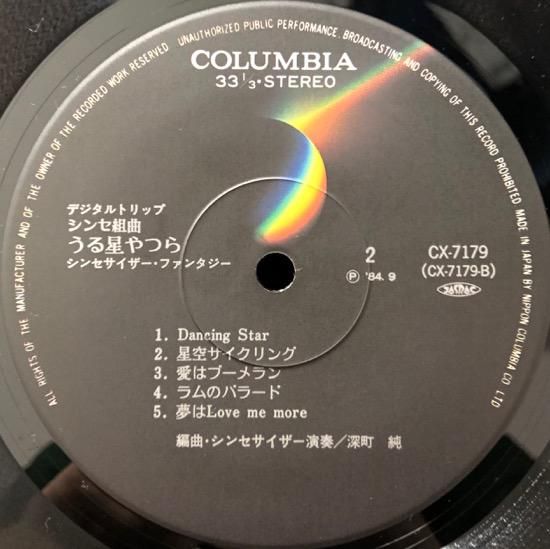 ALL RIGHTS OF THE MANUFACTURER AND OF THE OWNER OF THE RECORDED WORK RESERVED UNAUTHORIZED PUBLIC PERFORMANCE, BROADCASTING AND COPYING OF THIS RECORD PROHIBITED MADE IN JAPAN BY NIPPON COLUMBIA CO LTD
COLUMBIA
33 1/3・STEREO
デジタルトリップ
シンセ組曲
うる星やつら
シンセサイザー・ファンタジー
2
Ⓟ '84.9
CX-7179
(CX-7179-B)
JASRAC
1. Dancing Star
2. 星空サイクリング
3. 愛はブーメラン
4. ラムのバラード
5. 夢はLove me more
編曲・シンセサイザー演奏/深町 純